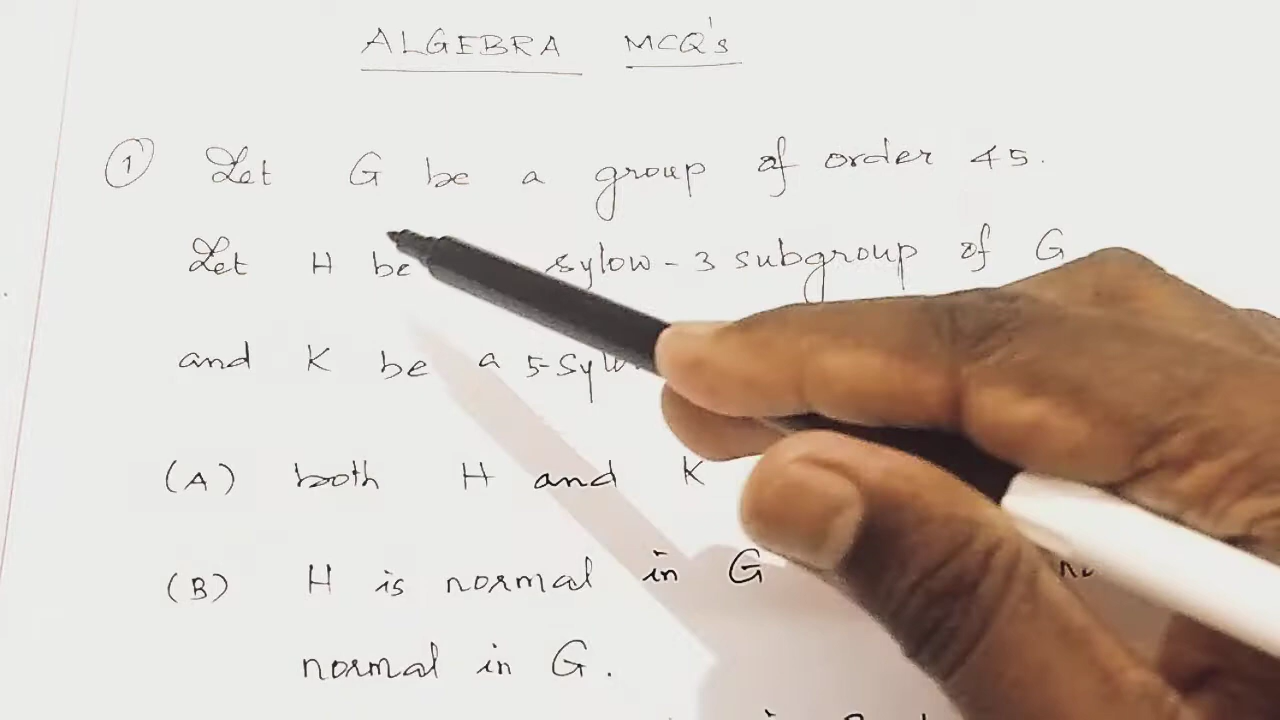 ALGEBRA MCQ's
① Let G be a group of order 45.
Let H be sylow-3 subgroup of G
and K be a 5-Sylow
(A) both H and K
(B) H is normal in G
normal in G.